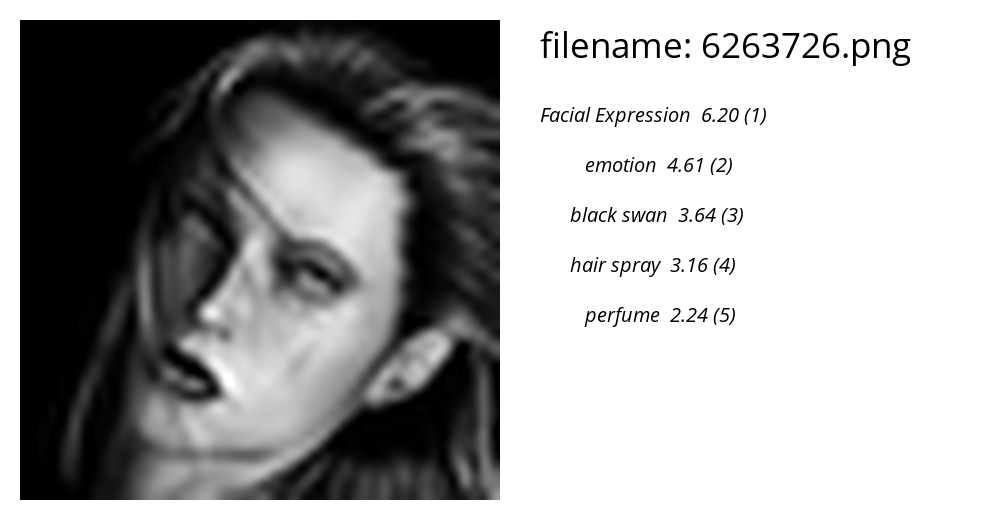 filename: 6263726.png
Facial Expression 6.20 (1)
emotion 4.61 (2)
black swan 3.64 (3)
hair spray 3.16 (4)
perfume 2.24 (5)